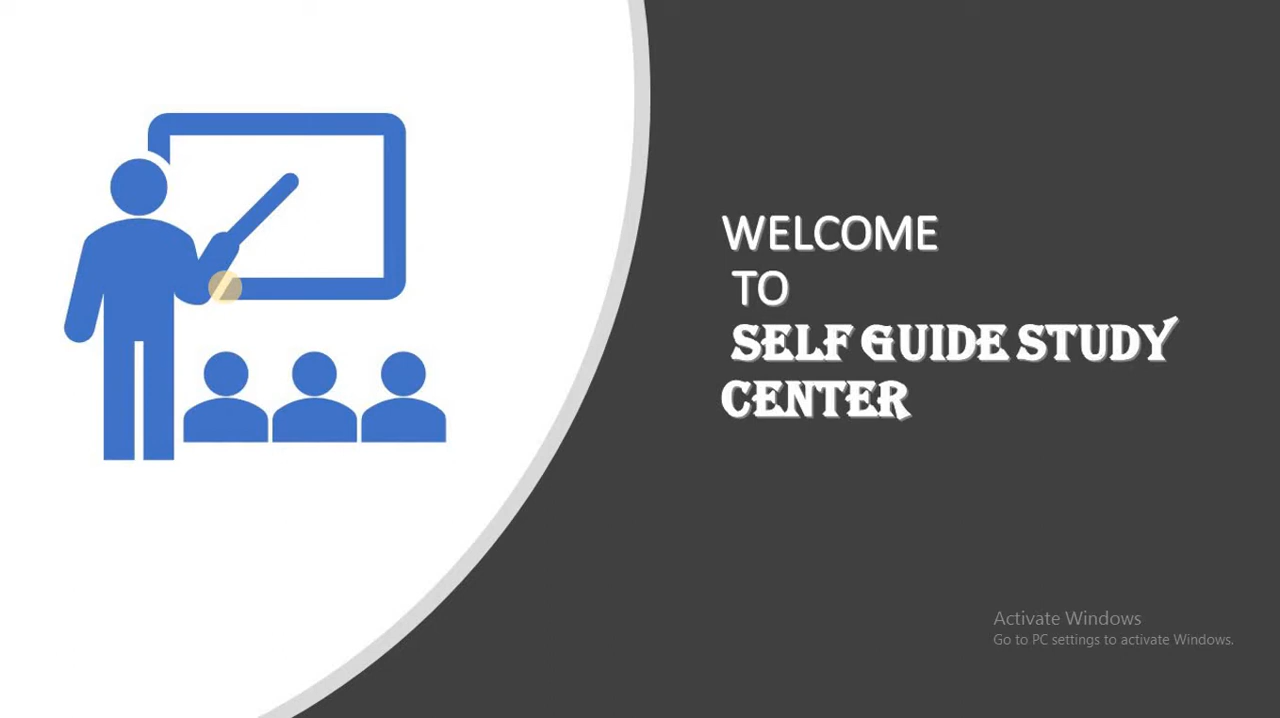 WELCOME
TO
SELF GUIDE STUDY
CENTER
Activate Windows
Go to PC settings to activate Windows.